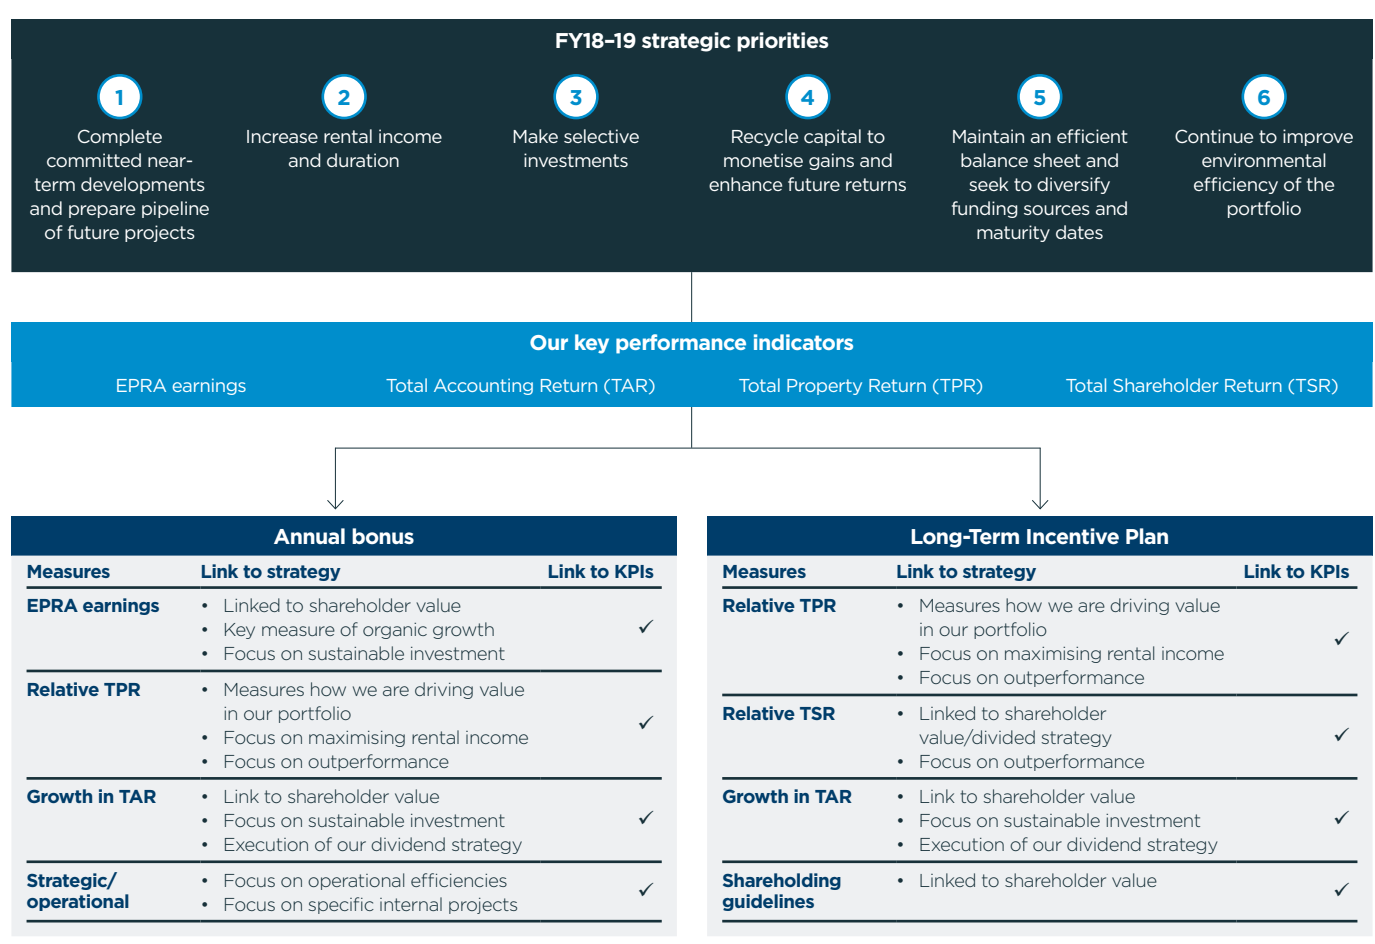 FY18–19 strategic priorities
1
Complete
committed near-
term developments
and prepare pipeline
of future projects
2
Increase rental income
and duration
3
Make selective
investments
4
Recycle capital to
monetise gains and
enhance future returns
5
Maintain an efficient
balance sheet and
seek to diversify
funding sources and
maturity dates
6
Continue to improve
environmental
efficiency of the
portfolio
Our key performance indicators
EPRA earnings
Total Accounting Return (TAR)
Total Property Return (TPR)
Total Shareholder Return (TSR)
Annual bonus
Measures Link to strategy Link to KPIs
EPRA earnings • Linked to shareholder value
• Key measure of organic growth
✓
• Focus on sustainable investment
Relative TPR • Measures how we are driving value
in our portfolio
✓
• Focus on maximising rental income
• Focus on outperformance
Growth in TAR • Link to shareholder value
• Focus on sustainable investment ✓
• Execution of our dividend strategy
Strategic/
operational
• Focus on operational efficiencies
✓
• Focus on specific internal projects
Long-Term Incentive Plan
Measures Link to strategy Link to KPIs
Relative TPR • Measures how we are driving value
in our portfolio
✓
• Focus on maximising rental income
• Focus on outperformance
Relative TSR • Linked to shareholder
value/divided strategy ✓
• Focus on outperformance
Growth in TAR • Link to shareholder value
• Focus on sustainable investment ✓
• Execution of our dividend strategy
Shareholding
guidelines
• Linked to shareholder value
✓